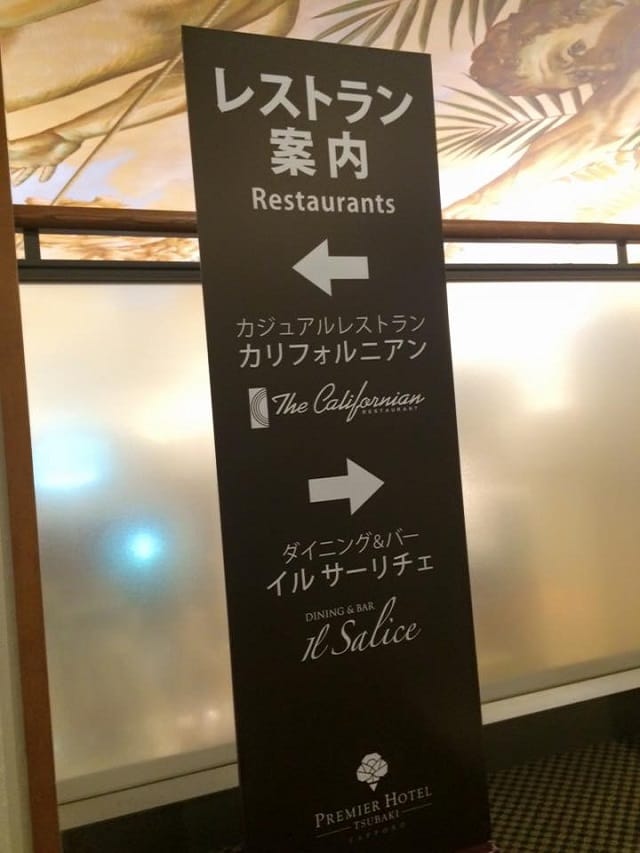 レストラン
案内
Restaurants
カジュアルレストラン
カリフォルニアン
The Californian
RESTAURANT
ダイニング&バー
イル サーリチェ
DINING & BAR
Il Salice
PREMIER HOTEL
TSUBAKI
SAPPORO